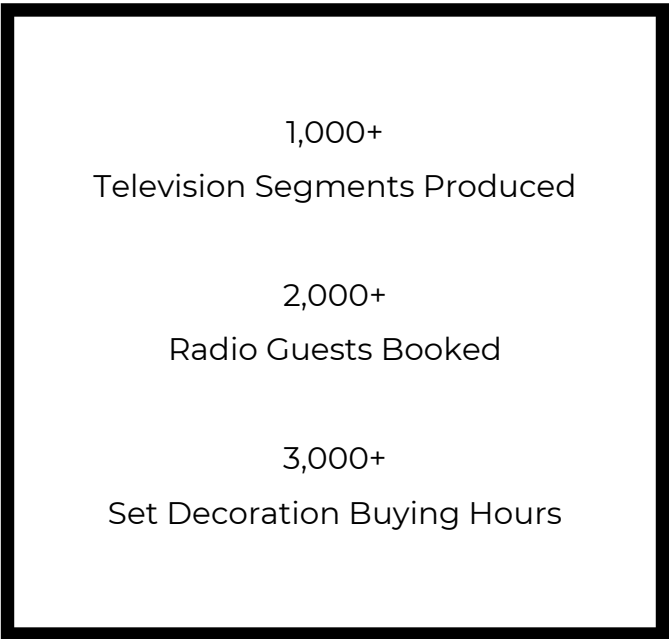 1,000+
Television Segments Produced
2,000+
Radio Guests Booked
3,000+
Set Decoration Buying Hours